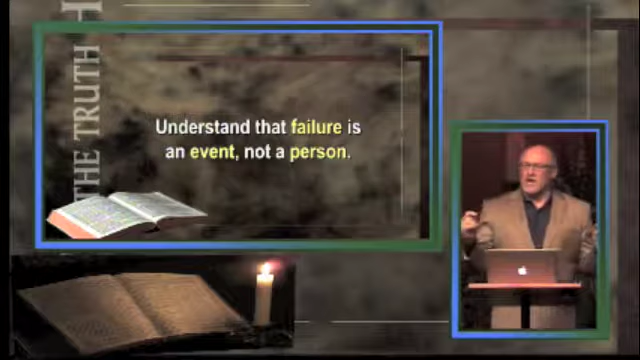 THE TRUTH
Understand that failure is
an event, not a person.